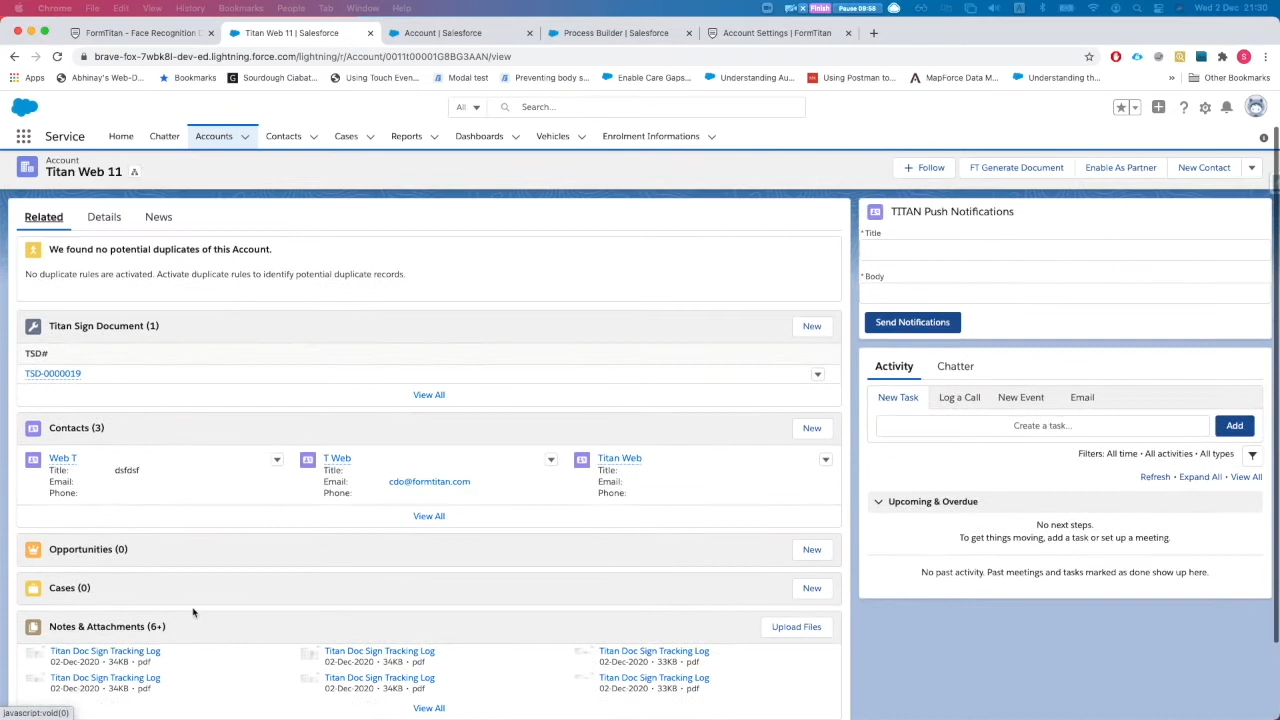 Chrome File Edit View History Bookmarks People Tab Window Help Finish Pause 08:58 Wed 2 Dec 21:30
FormTitan - Face Recognition D Titan Web 11 | Salesforce Account | Salesforce Process Builder | Salesforce Account Settings | FormTitan
brave-fox-7wbk8l-dev-ed.lightning.force.com/lightning/r/Account/0011t00001G8BG3AAN/view
Apps Abhinay's Web-D... Bookmarks Sourdough Ciabat... Using Touch Even... Modal test Preventing body s... Enable Care Gaps... Understanding Au... Using Postman to... MapForce Data M... Understanding th... » Other Bookmarks
All Search...
Service Home Chatter Accounts Contacts Cases Reports Dashboards Vehicles Enrolment Informations
Account
Titan Web 11
+ Follow FT Generate Document Enable As Partner New Contact
Related Details News
We found no potential duplicates of this Account.
No duplicate rules are activated. Activate duplicate rules to identify potential duplicate records.
Titan Sign Document (1) New
TSD#
TSD-0000019
View All
Contacts (3) New
Web T
Title: dsfdsf
Email:
Phone:
T Web
Title:
Email: cdo@formtitan.com
Phone:
Titan Web
Title:
Email:
Phone:
View All
Opportunities (0) New
Cases (0) New
Notes & Attachments (6+) Upload Files
Titan Doc Sign Tracking Log Titan Doc Sign Tracking Log Titan Doc Sign Tracking Log
02-Dec-2020 • 34KB • pdf 02-Dec-2020 • 34KB • pdf 02-Dec-2020 • 33KB • pdf
Titan Doc Sign Tracking Log Titan Doc Sign Tracking Log Titan Doc Sign Tracking Log
02-Dec-2020 • 34KB • pdf 02-Dec-2020 • 34KB • pdf 02-Dec-2020 • 33KB • pdf
View All
javascript:void(0)
TITAN Push Notifications
*Title
*Body
Send Notifications
Activity Chatter
New Task Log a Call New Event Email
Create a task... Add
Filters: All time • All activities • All types
Refresh • Expand All • View All
Upcoming & Overdue
No next steps.
To get things moving, add a task or set up a meeting.
No past activity. Past meetings and tasks marked as done show up here.